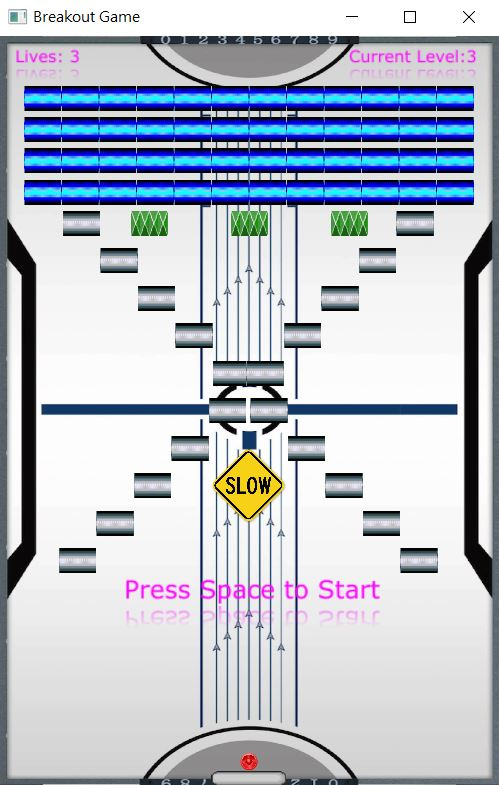 Breakout Game
0 1 2 3 4 5 6 7 8 9
Lives: 3
Current Level:3
SLOW
Press Space to Start